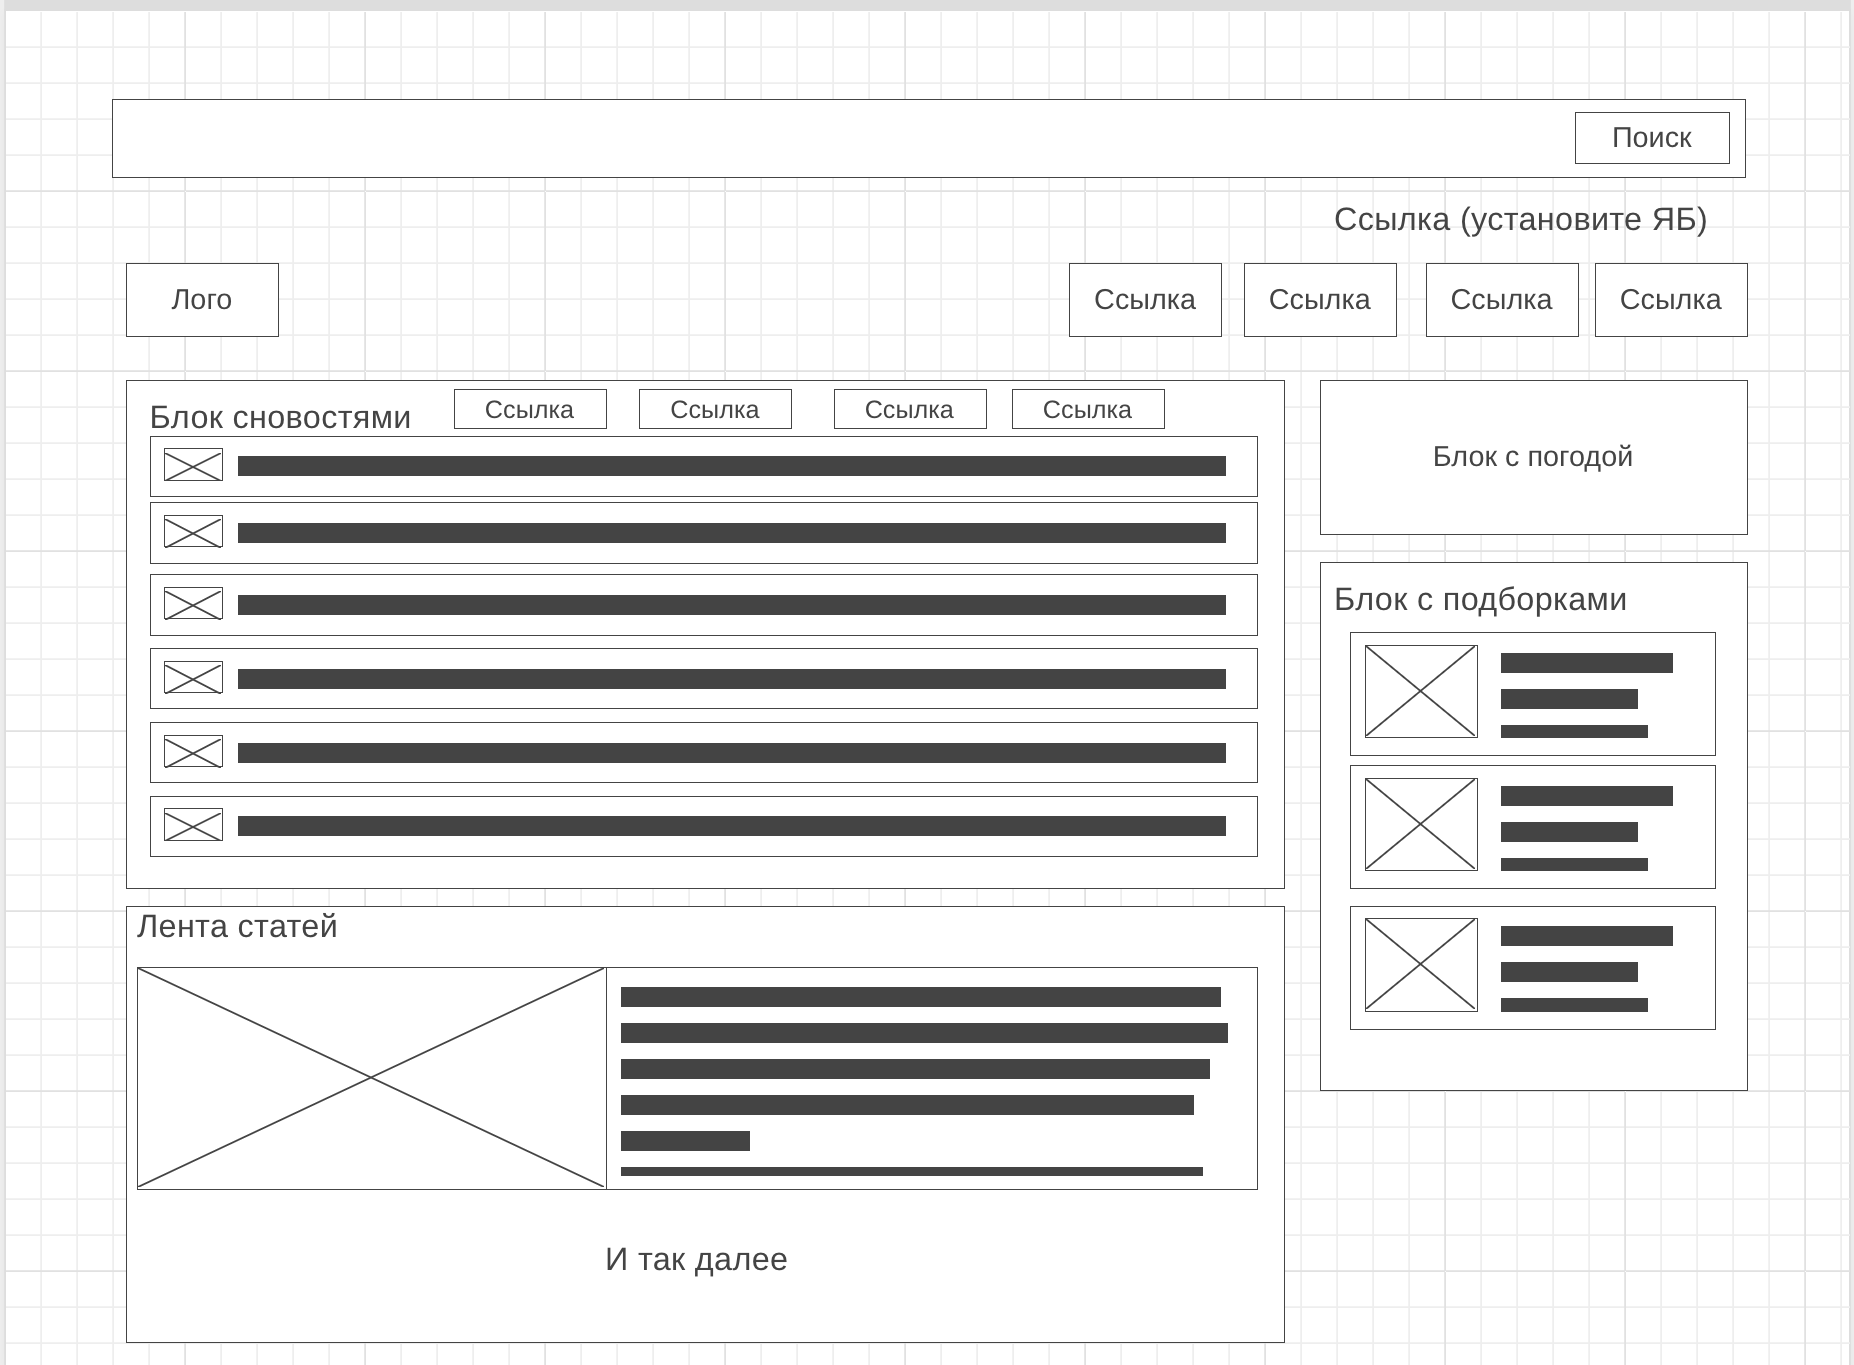 Поиск
Ссылка (установите ЯБ)
Лого
Ссылка
Ссылка
Ссылка
Ссылка
Блок сновостями
Ссылка
Ссылка
Ссылка
Ссылка
Блок с погодой
Блок с подборками
Лента статей
И так далее